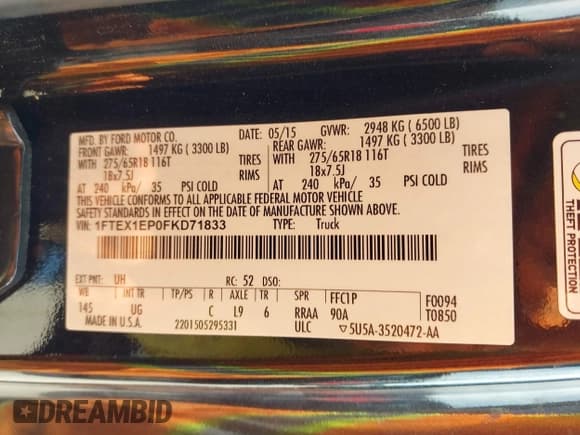 MFD. BY FORD MOTOR CO. 05/15 GVWR: 2948 KG ( 6500 LB)
FRONT GAWR: 1497 KG ( 3300 LB) REAR GAWR: 1497 KG ( 3300 LB)
WITH 275/65R18 116T TIRES WITH 275/65R18 116T TIRES
18x7.5J RIMS 18x7.5J RIMS
AT 240 kPa/ 35 PSI COLD AT 240 kPa/ 35 PSI COLD
THIS VEHICLE CONFORMS TO ALL APPLICABLE FEDERAL MOTOR VEHICLE
SAFETY STANDARDS IN EFFECT ON THE DATE OF MANUFACTURE SHOWN ABOVE.
VIN: 1FTEX1EP0FKD71833 TYPE: Truck
EXT PNT: UH RC: 52 DSO:
WB INT TR TP/PS R AXLE TR SPR FFC1P F0094
145 UG C L9 6 RRAA 90A T0850
MADE IN U.S.A. 2201505295331 ULC ▽5U5A-3520472-AA
DREAMBID